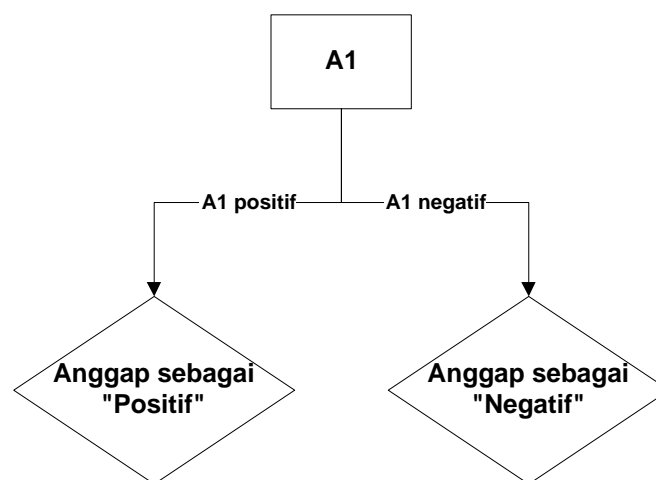 A1
A1 positif
A1 negatif
Anggap sebagai
"Positif"
Anggap sebagai
"Negatif"